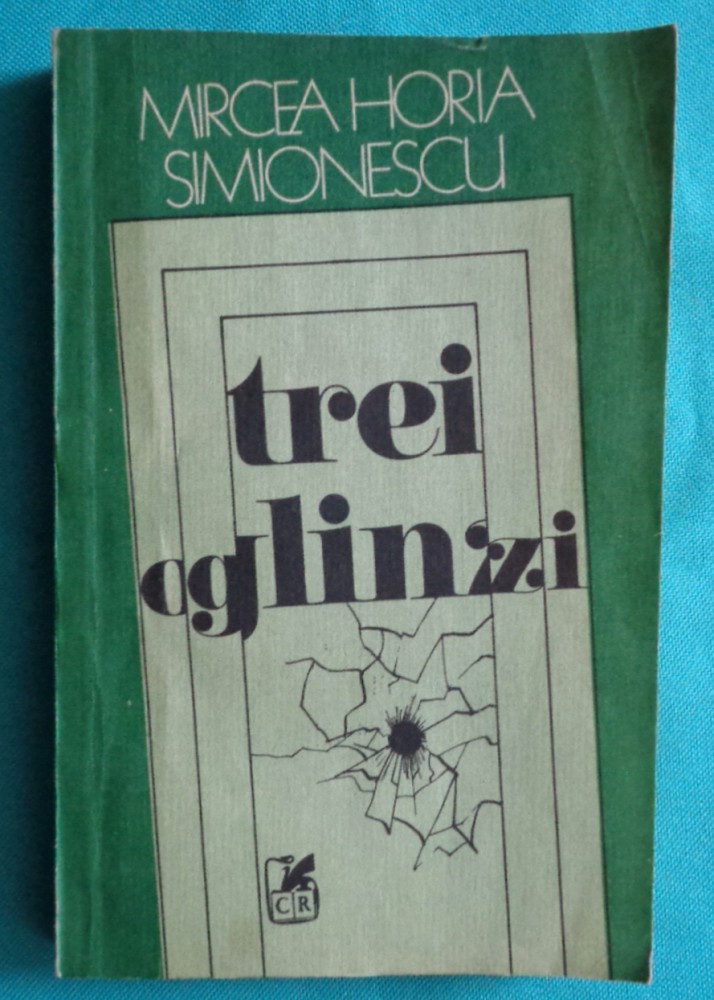 MIRCEA HORIA
SIMIONESCU
trei
oglinzi
CR